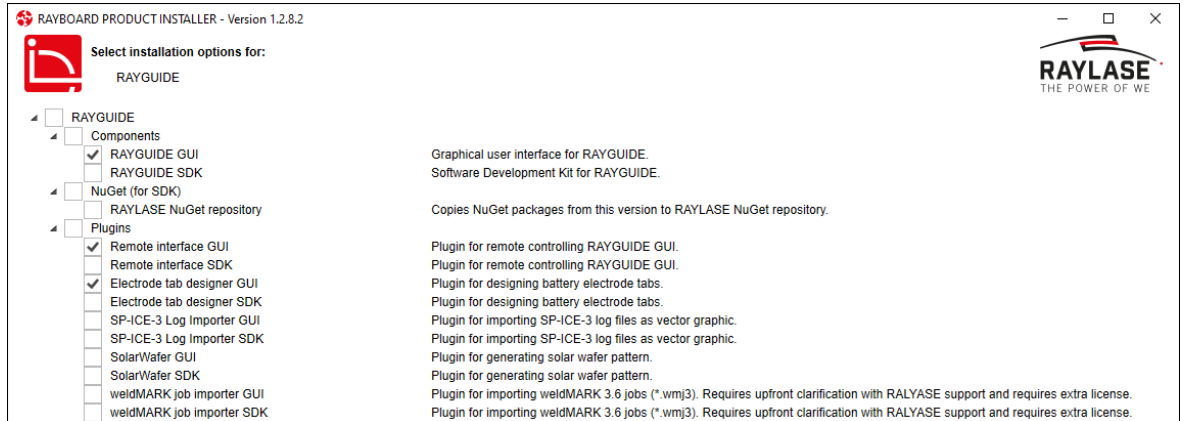 RAYBOARD PRODUCT INSTALLER - Version 1.2.8.2
Select installation options for:
RAYGUIDE
RAYLASE
THE POWER OF WE
RAYGUIDE
Components
RAYGUIDE GUI Graphical user interface for RAYGUIDE.
RAYGUIDE SDK Software Development Kit for RAYGUIDE.
NuGet (for SDK)
RAYLASE NuGet repository Copies NuGet packages from this version to RAYLASE NuGet repository.
Plugins
Remote interface GUI Plugin for remote controlling RAYGUIDE GUI.
Remote interface SDK Plugin for remote controlling RAYGUIDE GUI.
Electrode tab designer GUI Plugin for designing battery electrode tabs.
Electrode tab designer SDK Plugin for designing battery electrode tabs.
SP-ICE-3 Log Importer GUI Plugin for importing SP-ICE-3 log files as vector graphic.
SP-ICE-3 Log Importer SDK Plugin for importing SP-ICE-3 log files as vector graphic.
SolarWafer GUI Plugin for generating solar wafer pattern.
SolarWafer SDK Plugin for generating solar wafer pattern.
weldMARK job importer GUI Plugin for importing weldMARK 3.6 jobs (*.wmj3). Requires upfront clarification with RALYASE support and requires extra license.
weldMARK job importer SDK Plugin for importing weldMARK 3.6 jobs (*.wmj3). Requires upfront clarification with RALYASE support and requires extra license.